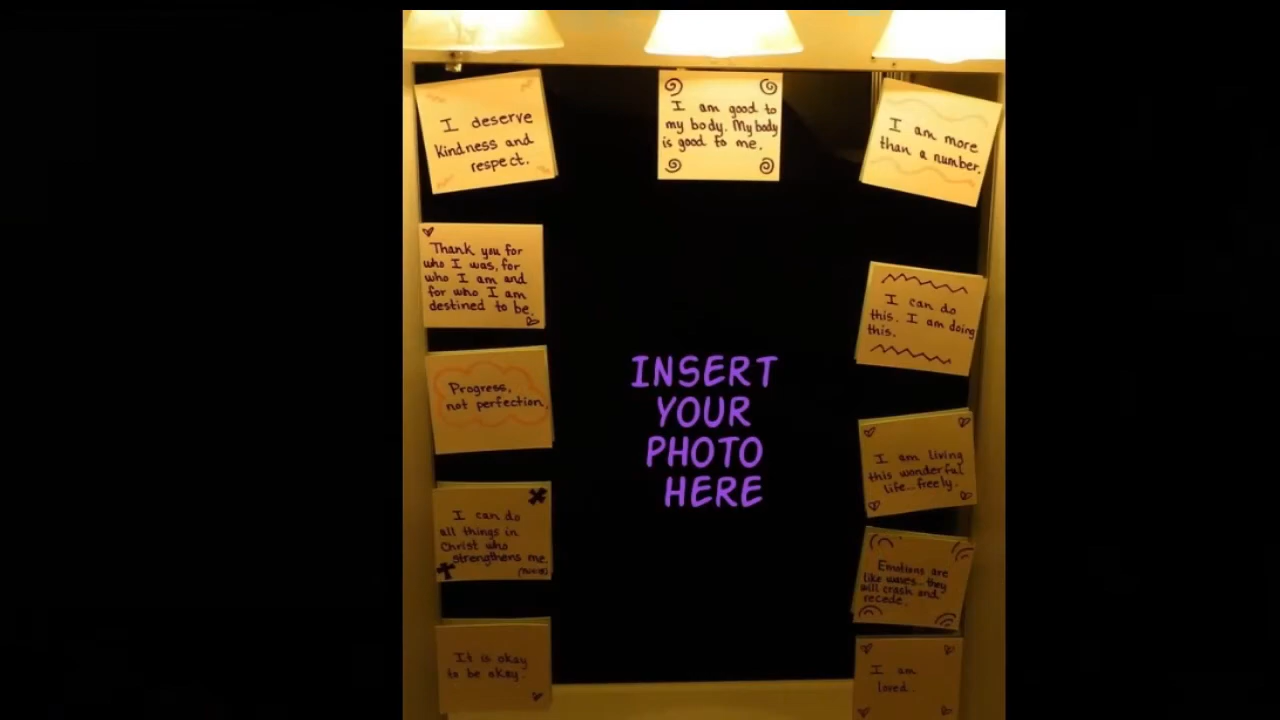 I deserve
kindness and
respect.
I am good to
my body. My body
is good to me.
I am more
than a number.
Thank you for
who I was, for
who I am and
for who I am
destined to be.
I can do
this. I am doing
this.
Progress,
not perfection.
INSERT
YOUR
PHOTO
HERE
I am living
this wonderful
life...freely.
I can do
all things in
Christ who
strengthens me.
Emotions are
like waves...they
will crash and
recede.
It is okay
to be okay.
I am
loved.